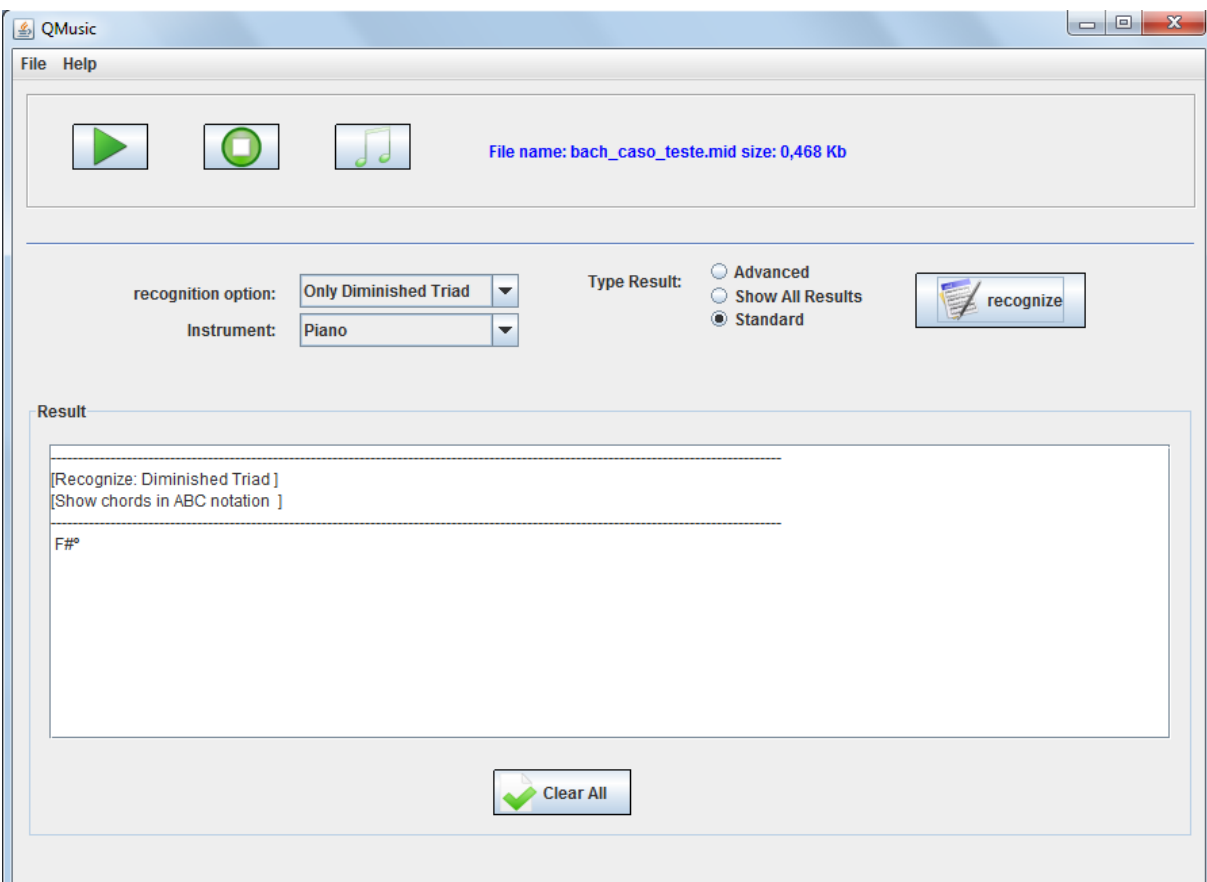 QMusic
File Help
File name: bach_caso_teste.mid size: 0,468 Kb
recognition option: Only Diminished Triad
Instrument: Piano
Type Result:
Advanced
Show All Results
Standard
recognize
Result
--------------------------------------------------------------------------------
[Recognize: Diminished Triad ]
[Show chords in ABC notation  ]
--------------------------------------------------------------------------------
F#º
Clear All